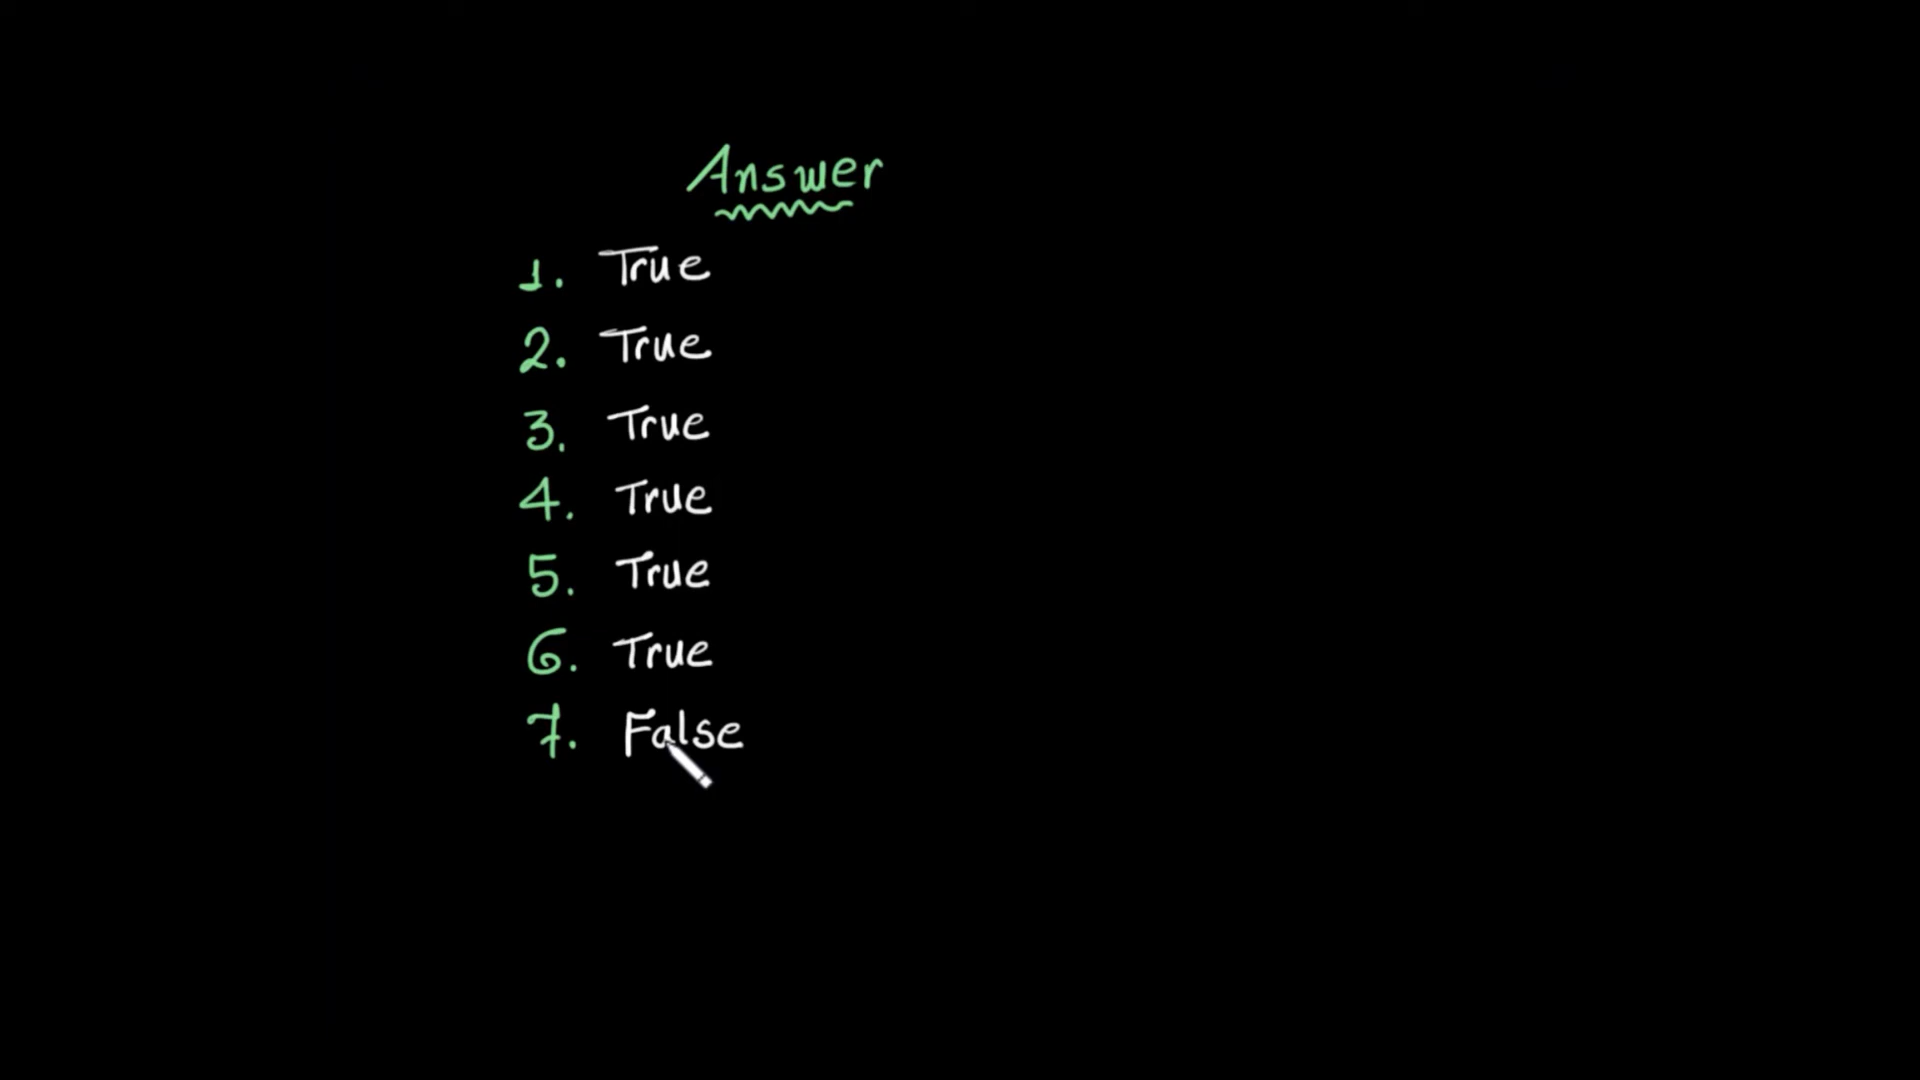 Answer
1. True
2. True
3. True
4. True
5. True
6. True
7. False